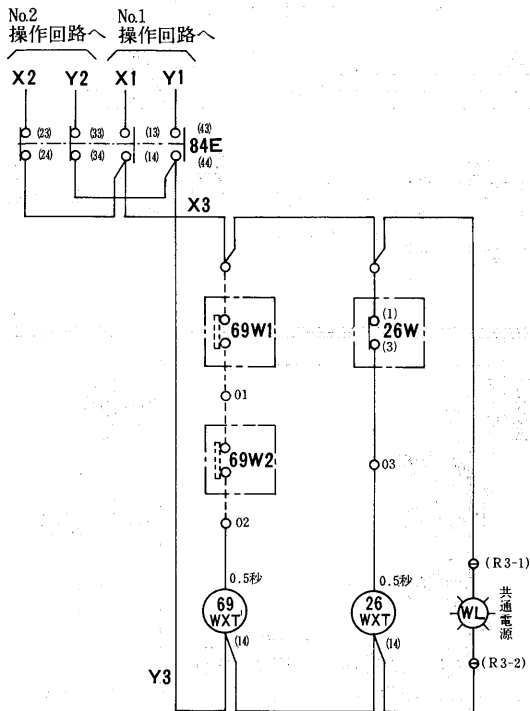 No.2
操作回路へ
No.1
操作回路へ
X2
Y2
X1
Y1
(23)
(33)
(13)
(43)
84E
(24)
(34)
(14)
(44)
X3
69W1
(1)
26W
(3)
01
69W2
03
02
0.5秒
0.5秒
(R3-1)
69
WXT
26
WXT
WL
共通電源
(14)
(14)
(R3-2)
Y3